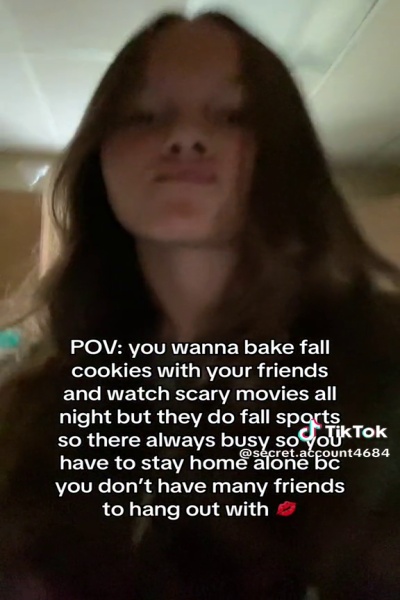 POV: you wanna bake fall
cookies with your friends
and watch scary movies all
night but they do fall sports
so there always busy so you
have to stay home alone bc
you don't have many friends
to hang out with 💋
TikTok
@secret.account4684